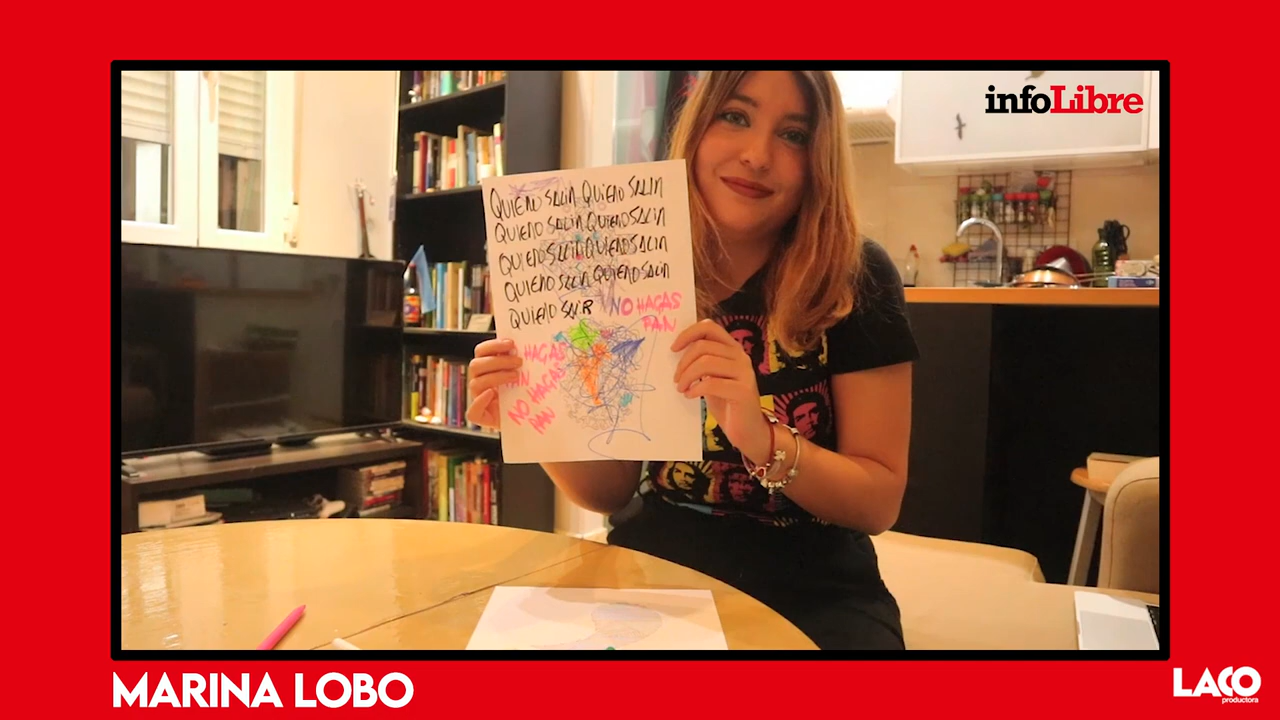 infoLibre
QUIERO SALIR QUIERO SALIR
QUIERO SALIR QUIERO SALIR
QUIERO SALIR QUIERO SALIR
QUIERO SALIR QUIERO SALIR
QUIERO SALIR
NO HAGAS
PAN
HAGAS
PAN
NO HAGAS
PAN
MARINA LOBO
LACO
productora